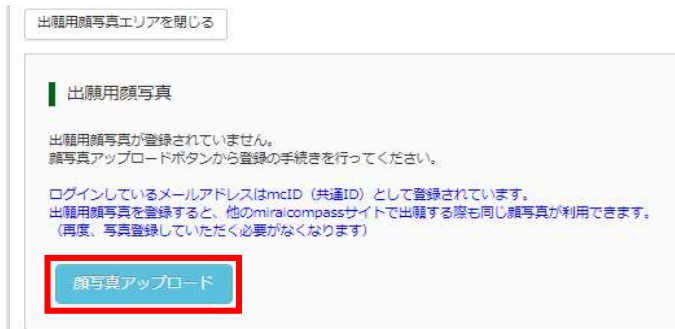 出願用顔写真エリアを閉じる
出願用顔写真
出願用顔写真が登録されていません。
顔写真アップロードボタンから登録の手続きを行ってください。
ログインしているメールアドレスはmcID（共通ID）として登録されています。
出願用顔写真を登録すると、他のmiraicompassサイトで出願する際も同じ顔写真が利用できます。
（再度、写真登録していただく必要がなくなります）
顔写真アップロード